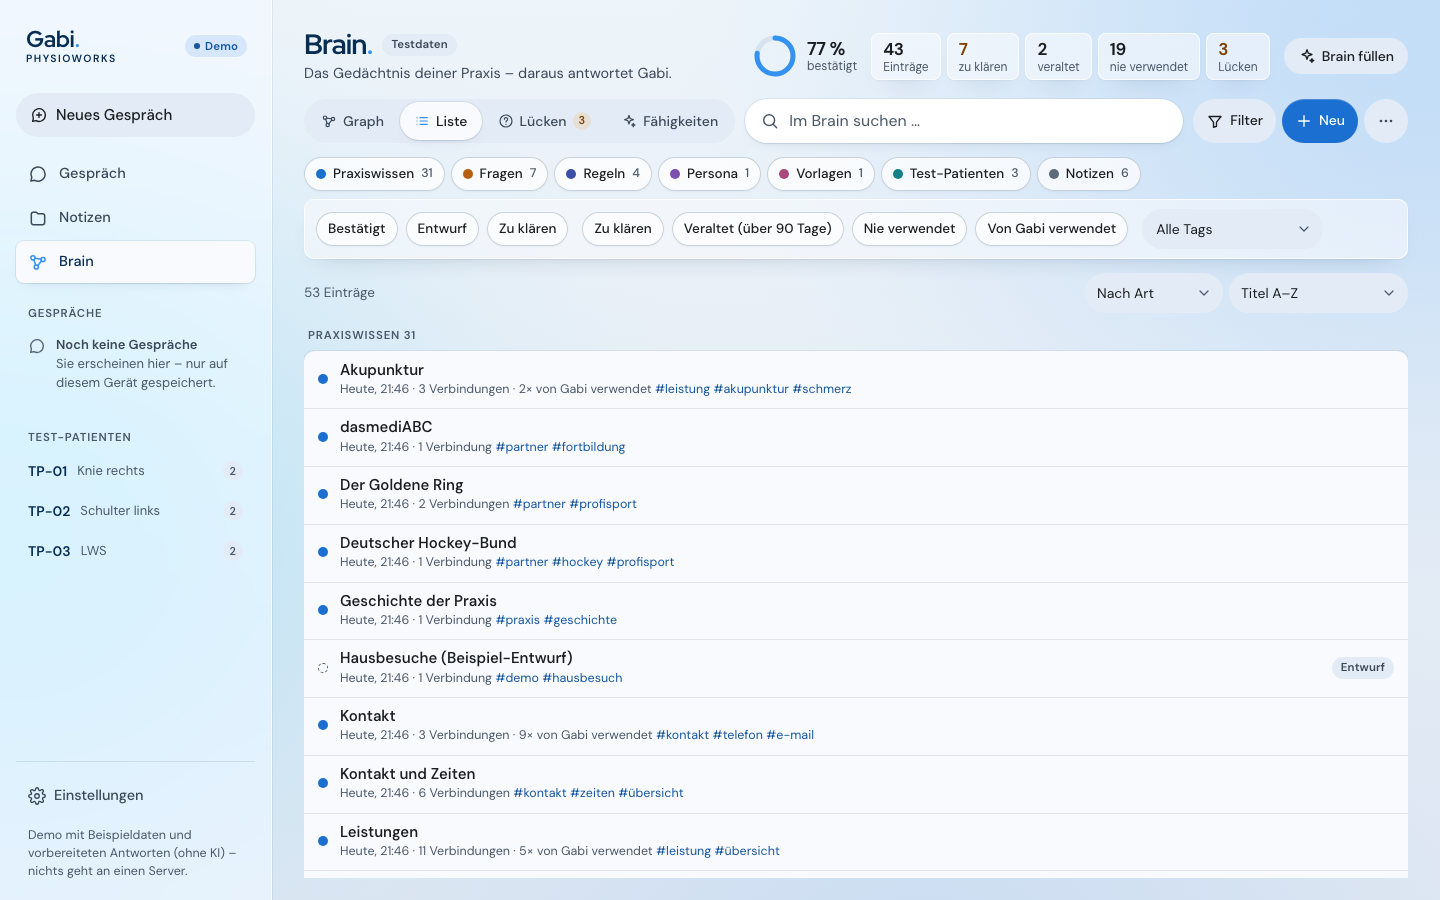 Gabi.
PHYSIOWORKS
Demo
Neues Gespräch
Gespräch
Notizen
Brain
GESPRÄCHE
Noch keine Gespräche
Sie erscheinen hier – nur auf
diesem Gerät gespeichert.
TEST-PATIENTEN
TP-01 Knie rechts 2
TP-02 Schulter links 2
TP-03 LWS 2
Einstellungen
Demo mit Beispieldaten und
vorbereiteten Antworten (ohne KI) –
nichts geht an einen Server.
Brain. Testdaten
Das Gedächtnis deiner Praxis – daraus antwortet Gabi.
77 % bestätigt
43 Einträge
7 zu klären
2 veraltet
19 nie verwendet
3 Lücken
Brain füllen
Graph Liste Lücken 3 Fähigkeiten
Im Brain suchen …
Filter
Neu
Praxiswissen 31 Fragen 7 Regeln 4 Persona 1 Vorlagen 1 Test-Patienten 3 Notizen 6
Bestätigt Entwurf Zu klären Zu klären Veraltet (über 90 Tage) Nie verwendet Von Gabi verwendet Alle Tags
53 Einträge Nach Art Titel A–Z
PRAXISWISSEN 31
Akupunktur
Heute, 21:46 · 3 Verbindungen · 2× von Gabi verwendet #leistung #akupunktur #schmerz
dasmediABC
Heute, 21:46 · 1 Verbindung #partner #fortbildung
Der Goldene Ring
Heute, 21:46 · 2 Verbindungen #partner #profisport
Deutscher Hockey-Bund
Heute, 21:46 · 1 Verbindung #partner #hockey #profisport
Geschichte der Praxis
Heute, 21:46 · 1 Verbindung #praxis #geschichte
Hausbesuche (Beispiel-Entwurf)
Heute, 21:46 · 1 Verbindung #demo #hausbesuch
Entwurf
Kontakt
Heute, 21:46 · 3 Verbindungen · 9× von Gabi verwendet #kontakt #telefon #e-mail
Kontakt und Zeiten
Heute, 21:46 · 6 Verbindungen #kontakt #zeiten #übersicht
Leistungen
Heute, 21:46 · 11 Verbindungen · 5× von Gabi verwendet #leistung #übersicht